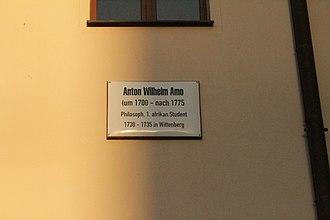 Anton Wilhelm Amo
(um 1700 - nach 1775
Philosoph, 1. afrikan.Student
1730 - 1735 in Wittenberg